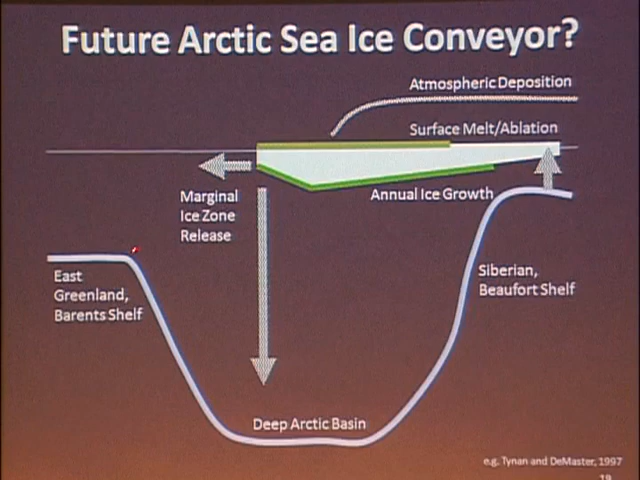 Future Arctic Sea Ice Conveyor?
Atmospheric Deposition
Surface Melt/Ablation
Marginal
Ice Zone
Release
Annual Ice Growth
East
Greenland,
Barents Shelf
Siberian,
Beaufort Shelf
Deep Arctic Basin
e.g. Tynan and DeMaster, 1997
19